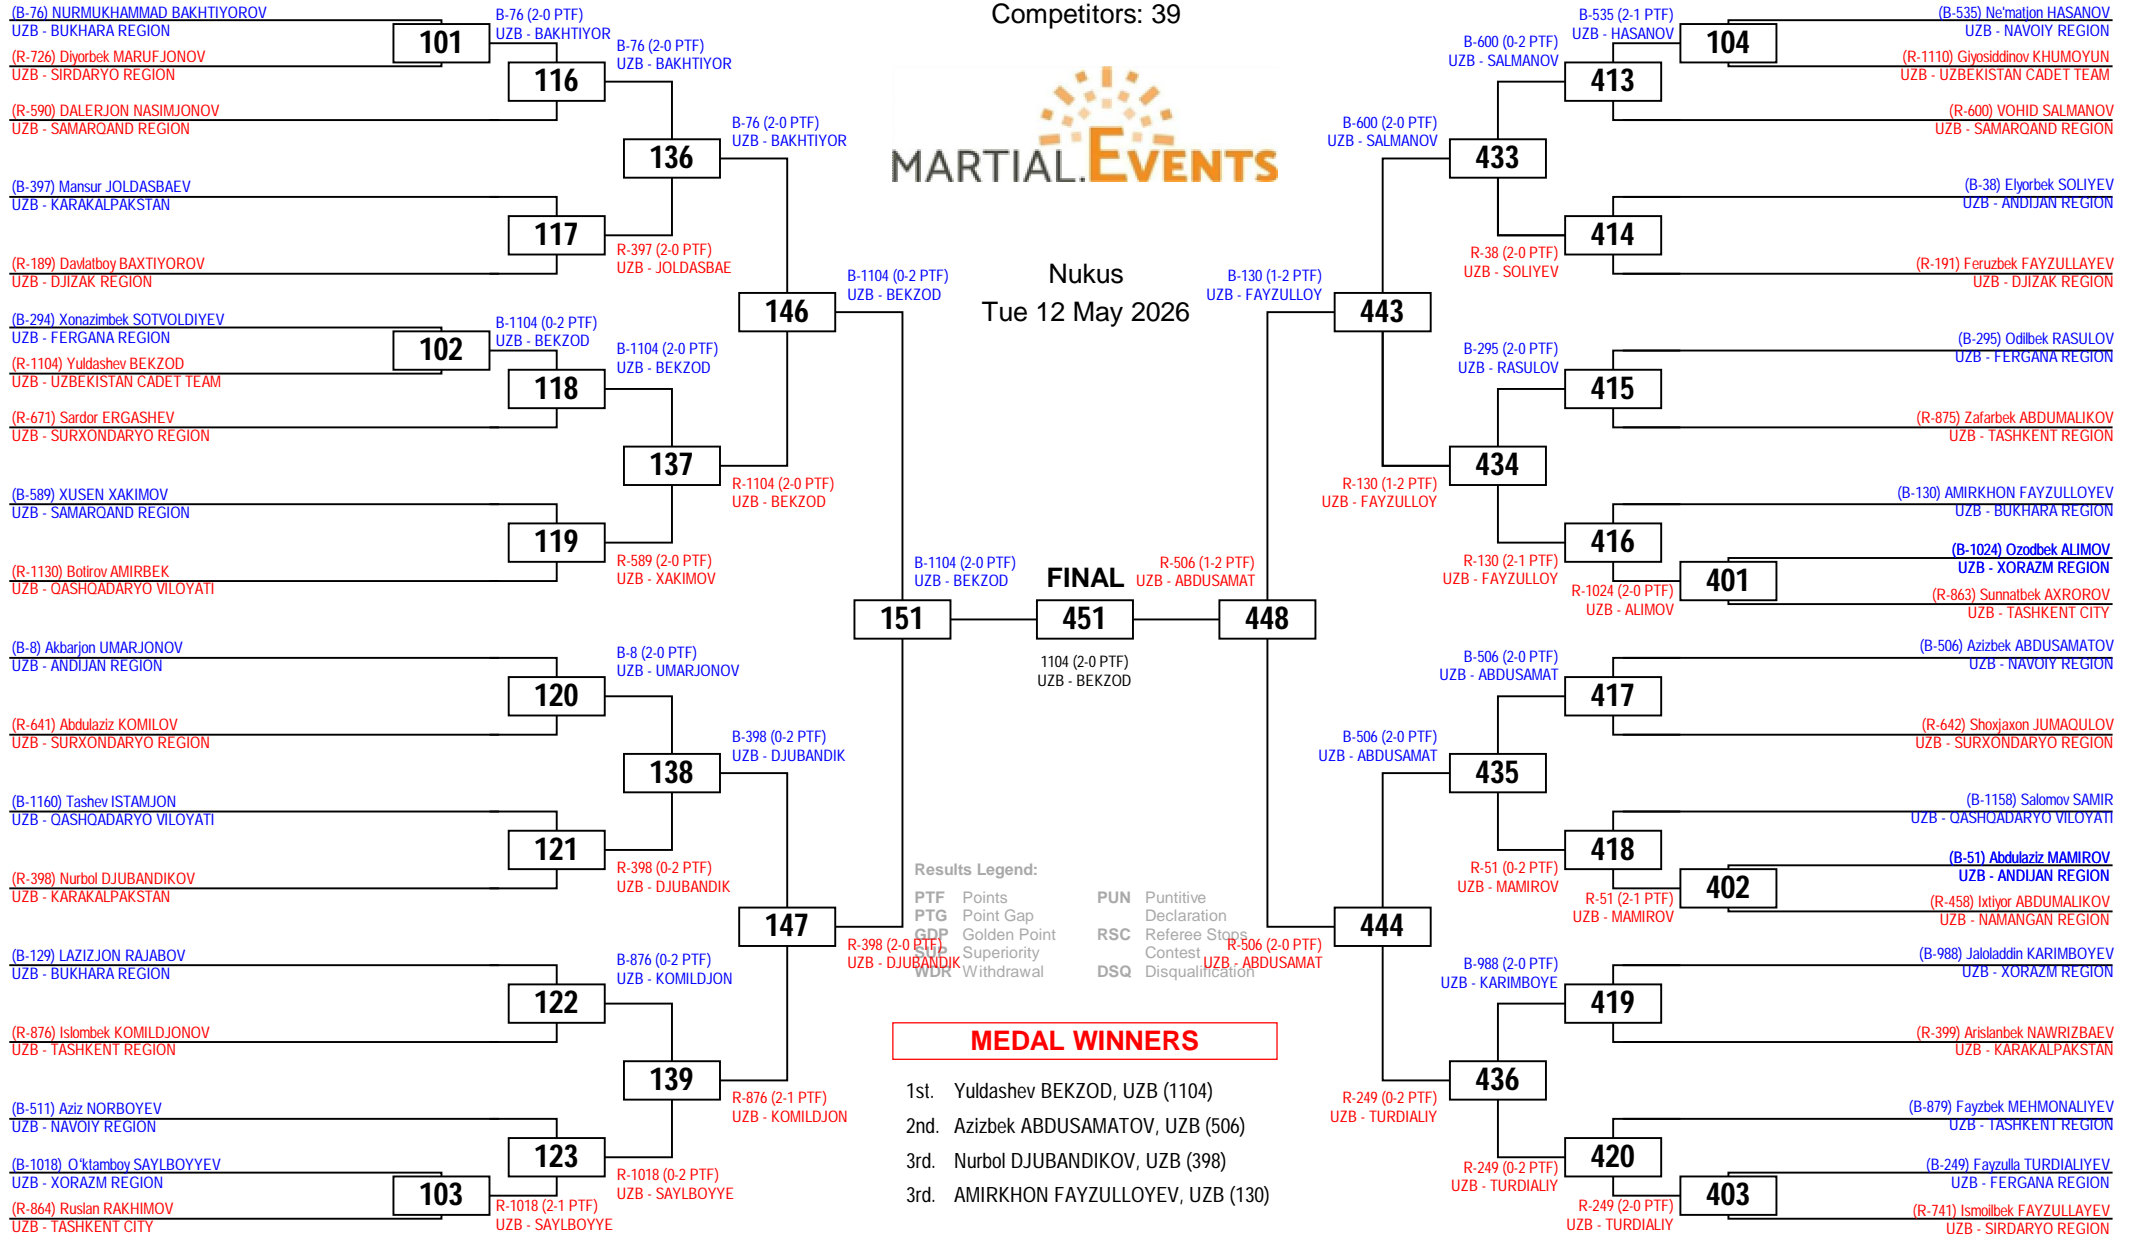 Competitors: 39
MARTIAL.EVENTS
Nukus
Tue 12 May 2026
(B-76) NURMUKHAMMAD BAKHTIYOROV
UZB - BUKHARA REGION
(R-726) Diyorbek MARUFJONOV
UZB - SIRDARYO REGION
101
B-76 (2-0 PTF)
UZB - BAKHTIYOR
(R-590) DALERJON NASIMJONOV
UZB - SAMARQAND REGION
116
B-76 (2-0 PTF)
UZB - BAKHTIYOR
136
B-76 (2-0 PTF)
UZB - BAKHTIYOR
(B-397) Mansur JOLDASBAEV
UZB - KARAKALPAKSTAN
117
R-397 (2-0 PTF)
UZB - JOLDASBAE
(R-189) Davlatboy BAXTIYOROV
UZB - DJIZAK REGION
146
B-1104 (0-2 PTF)
UZB - BEKZOD
(B-294) Xonazimbek SOTVOLDIYEV
UZB - FERGANA REGION
(R-1104) Yuldashev BEKZOD
UZB - UZBEKISTAN CADET TEAM
102
B-1104 (0-2 PTF)
UZB - BEKZOD
(R-671) Sardor ERGASHEV
UZB - SURXONDARYO REGION
118
B-1104 (2-0 PTF)
UZB - BEKZOD
137
R-1104 (2-0 PTF)
UZB - BEKZOD
(B-589) XUSEN XAKIMOV
UZB - SAMARQAND REGION
119
R-589 (2-0 PTF)
UZB - XAKIMOV
(R-1130) Botirov AMIRBEK
UZB - QASHQADARYO VILOYATI
151
B-1104 (2-0 PTF)
UZB - BEKZOD
(B-8) Akbarjon UMARJONOV
UZB - ANDIJAN REGION
120
B-8 (2-0 PTF)
UZB - UMARJONOV
(R-641) Abdulaziz KOMILOV
UZB - SURXONDARYO REGION
138
B-398 (0-2 PTF)
UZB - DJUBANDIK
(B-1160) Tashev ISTAMJON
UZB - QASHQADARYO VILOYATI
121
R-398 (0-2 PTF)
UZB - DJUBANDIK
(R-398) Nurbol DJUBANDIKOV
UZB - KARAKALPAKSTAN
147
R-398 (2-0 PTF)
UZB - DJUBANDIK
(B-129) LAZIZJON RAJABOV
UZB - BUKHARA REGION
122
B-876 (0-2 PTF)
UZB - KOMILDJON
(R-876) Islombek KOMILDJONOV
UZB - TASHKENT REGION
139
R-876 (2-1 PTF)
UZB - KOMILDJON
(B-511) Aziz NORBOYEV
UZB - NAVOIY REGION
123
R-1018 (0-2 PTF)
UZB - SAYLBOYYE
(B-1018) O'ktamboy SAYLBOYYEV
UZB - XORAZM REGION
(R-864) Ruslan RAKHIMOV
UZB - TASHKENT CITY
103
R-1018 (2-1 PTF)
UZB - SAYLBOYYE
FINAL
451
1104 (2-0 PTF)
UZB - BEKZOD
B-535 (2-1 PTF)
UZB - HASANOV
104
(B-535) Ne'matjon HASANOV
UZB - NAVOIY REGION
(R-1110) Giyosiddinov KHUMOYUN
UZB - UZBEKISTAN CADET TEAM
B-600 (0-2 PTF)
UZB - SALMANOV
413
(R-600) VOHID SALMANOV
UZB - SAMARQAND REGION
B-600 (2-0 PTF)
UZB - SALMANOV
433
(B-38) Elyorbek SOLIYEV
UZB - ANDIJAN REGION
414
R-38 (2-0 PTF)
UZB - SOLIYEV
(R-191) Feruzbek FAYZULLAYEV
UZB - DJIZAK REGION
B-130 (1-2 PTF)
UZB - FAYZULLOY
443
(B-295) Odilbek RASULOV
UZB - FERGANA REGION
B-295 (2-0 PTF)
UZB - RASULOV
415
(R-875) Zafarbek ABDUMALIKOV
UZB - TASHKENT REGION
434
R-130 (1-2 PTF)
UZB - FAYZULLOY
(B-130) AMIRKHON FAYZULLOYEV
UZB - BUKHARA REGION
416
R-130 (2-1 PTF)
UZB - FAYZULLOY
(B-1024) Ozodbek ALIMOV
UZB - XORAZM REGION
401
R-1024 (2-0 PTF)
UZB - ALIMOV
(R-863) Sunnatbek AXROROV
UZB - TASHKENT CITY
R-506 (1-2 PTF)
UZB - ABDUSAMAT
448
(B-506) Azizbek ABDUSAMATOV
UZB - NAVOIY REGION
B-506 (2-0 PTF)
UZB - ABDUSAMAT
417
(R-642) Shoxjaxon JUMAQULOV
UZB - SURXONDARYO REGION
B-506 (2-0 PTF)
UZB - ABDUSAMAT
435
(B-1158) Salomov SAMIR
UZB - QASHQADARYO VILOYATI
418
R-51 (0-2 PTF)
UZB - MAMIROV
(B-51) Abdulaziz MAMIROV
UZB - ANDIJAN REGION
402
R-51 (2-1 PTF)
UZB - MAMIROV
(R-458) Ixtiyor ABDUMALIKOV
UZB - NAMANGAN REGION
444
R-506 (2-0 PTF)
UZB - ABDUSAMAT
(B-988) Jaloladdin KARIMBOYEV
UZB - XORAZM REGION
B-988 (2-0 PTF)
UZB - KARIMBOYE
419
(R-399) Arislanbek NAWRIZBAEV
UZB - KARAKALPAKSTAN
436
R-249 (0-2 PTF)
UZB - TURDIALIY
(B-879) Fayzbek MEHMONALIYEV
UZB - TASHKENT REGION
420
R-249 (0-2 PTF)
UZB - TURDIALIY
(B-249) Fayzulla TURDIALIYEV
UZB - FERGANA REGION
403
R-249 (2-0 PTF)
UZB - TURDIALIY
(R-741) Ismoilbek FAYZULLAYEV
UZB - SIRDARYO REGION
Results Legend:
PTF Points
PTG Point Gap
GDP Golden Point
SUP Superiority
WDR Withdrawal
PUN Puntitive
Declaration
RSC Referee Stops
Contest
DSQ Disqualification
MEDAL WINNERS
1st. Yuldashev BEKZOD, UZB (1104)
2nd. Azizbek ABDUSAMATOV, UZB (506)
3rd. Nurbol DJUBANDIKOV, UZB (398)
3rd. AMIRKHON FAYZULLOYEV, UZB (130)